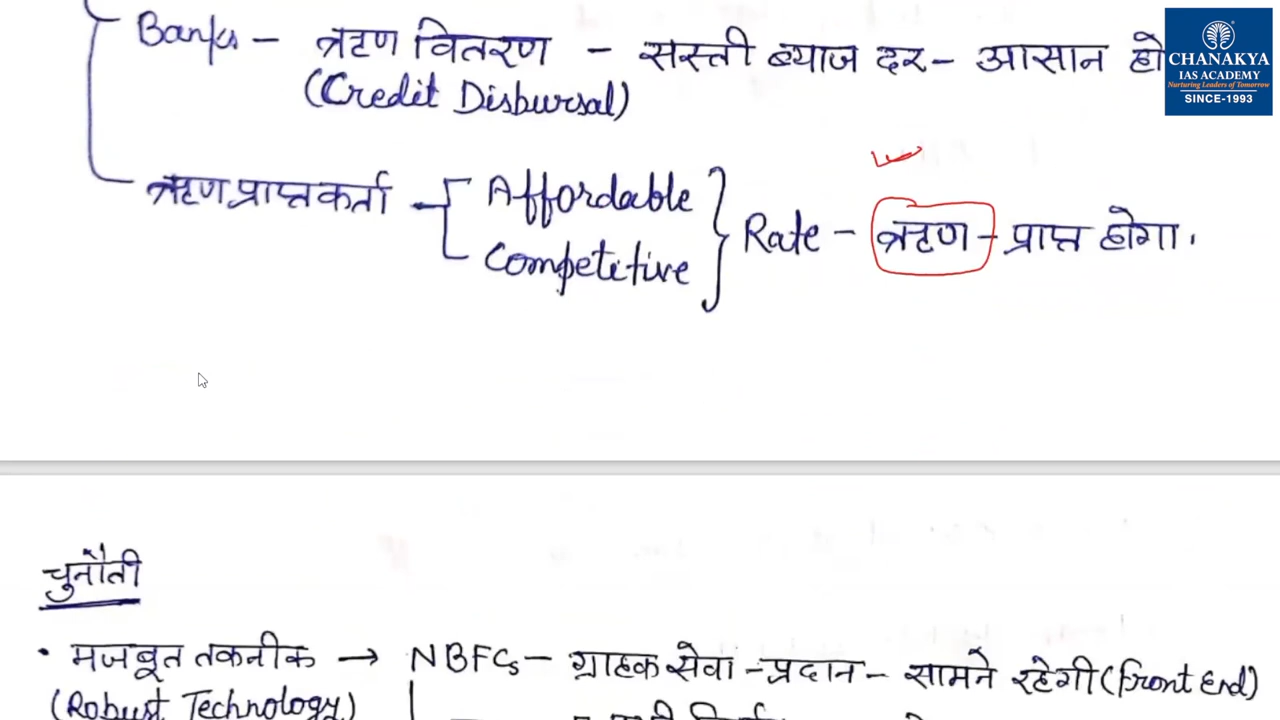 Banks – ऋण वितरण – सस्ती ब्याज दर – आसान हो
(Credit Disbursal)
ऋण प्राप्तकर्ता – Affordable
Competitive
Rate – ऋण – प्राप्त होगा.
चुनौती
• मजबूत तकनीक → NBFCs – ग्राहक सेवा – प्रदान – सामने रहेगी (Front End)
(Robust Technology)
CHANAKYA
IAS ACADEMY
Nurturing Leaders of Tomorrow
SINCE-1993